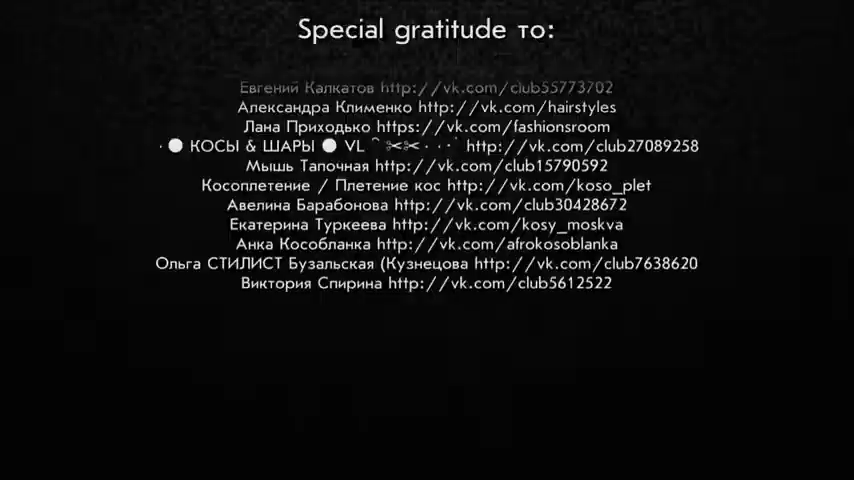 Special gratitude to:
Евгений Калкатов http://vk.com/club55773702
Александра Клименко http://vk.com/hairstyles
Лана Приходько https://vk.com/fashionsroom
· ● КОСЫ & ШАРЫ ● VL ⌒ ✂✂· · ·˙ http://vk.com/club27089258
Мышь Тапочная http://vk.com/club15790592
Косоплетение / Плетение кос http://vk.com/koso_plet
Авелина Барабонова http://vk.com/club30428672
Екатерина Туркеева http://vk.com/kosy_moskva
Анка Кособланка http://vk.com/afrokosoblanka
Ольга СТИЛИСТ Бузальская (Кузнецова http://vk.com/club7638620
Виктория Спирина http://vk.com/club5612522